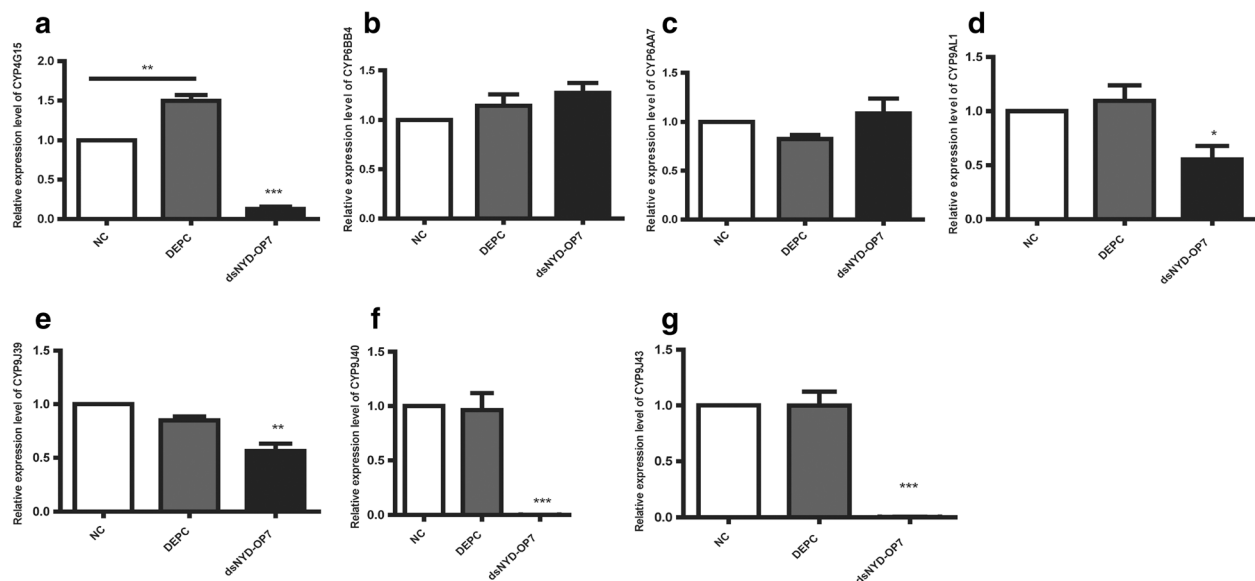 a
Relative expression level of CYP4G15
2.0
1.5
1.0
0.5
0.0
**
***
NC
DEPC
dsNYD-OP7
b
Relative expression level of CYP6BB4
1.5
1.0
0.5
0.0
NC
DEPC
dsNYD-OP7
c
Relative expression level of CYP6AA7
1.5
1.0
0.5
0.0
NC
DEPC
dsNYD-OP7
d
Relative expression level of CYP9AL1
1.5
1.0
0.5
0.0
*
NC
DEPC
dsNYD-OP7
e
Relative expression level of CYP9J39
1.5
1.0
0.5
0.0
**
NC
DEPC
dsNYD-OP7
f
Relative expression level of CYP9J40
1.5
1.0
0.5
0.0
***
NC
DEPC
dsNYD-OP7
g
Relative expression level of CYP9J43
1.5
1.0
0.5
0.0
***
NC
DEPC
dsNYD-OP7